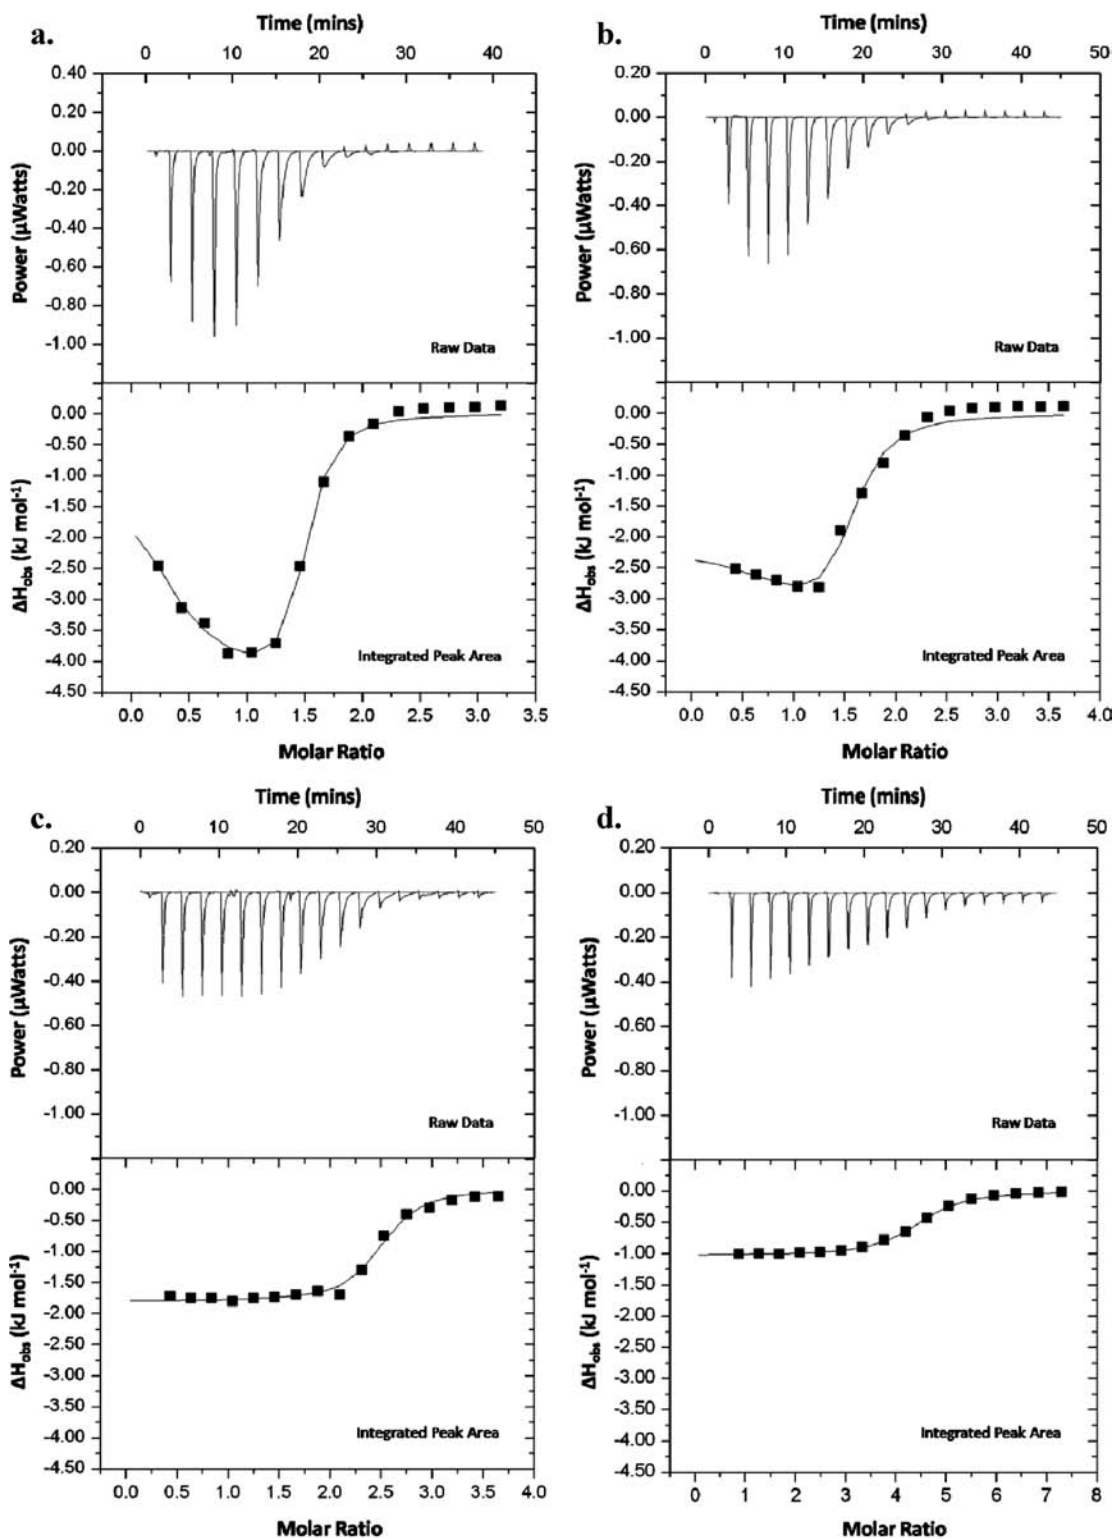 a.
Time (mins)
0 10 20 30 40
0.40
0.20
0.00
-0.20
-0.40
-0.60
-0.80
-1.00
Power (µWatts)
Raw Data
0.00
-0.50
-1.00
-1.50
-2.00
-2.50
-3.00
-3.50
-4.00
-4.50
ΔHobs (kJ mol-1)
Integrated Peak Area
0.0 0.5 1.0 1.5 2.0 2.5 3.0 3.5
Molar Ratio
b.
Time (mins)
0 10 20 30 40 50
0.20
0.00
-0.20
-0.40
-0.60
-0.80
-1.00
Power (µWatts)
Raw Data
0.00
-0.50
-1.00
-1.50
-2.00
-2.50
-3.00
-3.50
-4.00
-4.50
ΔHobs (kJ mol-1)
Integrated Peak Area
0.5 1.0 1.5 2.0 2.5 3.0 3.5 4.0
Molar Ratio
c.
Time (mins)
0 10 20 30 40 50
0.20
0.00
-0.20
-0.40
-0.60
-0.80
-1.00
Power (µWatts)
Raw Data
0.00
-0.50
-1.00
-1.50
-2.00
-2.50
-3.00
-3.50
-4.00
-4.50
ΔHobs (kJ mol-1)
Integrated Peak Area
0.0 0.5 1.0 1.5 2.0 2.5 3.0 3.5 4.0
Molar Ratio
d.
Time (mins)
0 10 20 30 40 50
0.20
0.00
-0.20
-0.40
-0.60
-0.80
-1.00
Power (µWatts)
Raw Data
0.00
-0.50
-1.00
-1.50
-2.00
-2.50
-3.00
-3.50
-4.00
-4.50
ΔHobs (kJ mol-1)
Integrated Peak Area
0 1 2 3 4 5 6 7 8
Molar Ratio